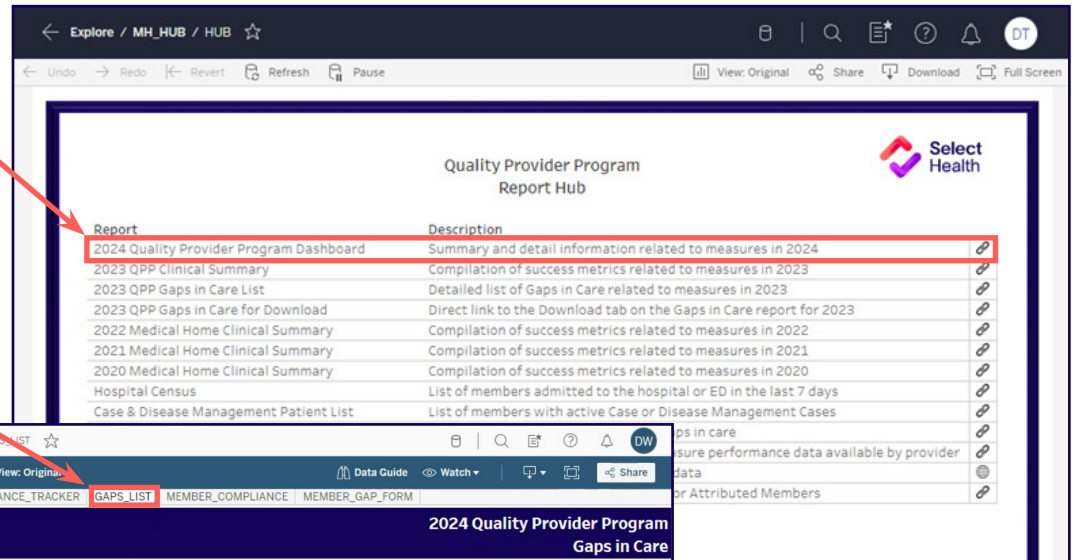 Explore / MH_HUB / HUB
DT
Undo Redo Revert Refresh Pause View: Original Share Download Full Screen
Select
Health
Quality Provider Program
Report Hub
Report Description
2024 Quality Provider Program Dashboard Summary and detail information related to measures in 2024
2023 QPP Clinical Summary Compilation of success metrics related to measures in 2023
2023 QPP Gaps in Care List Detailed list of Gaps in Care related to measures in 2023
2023 QPP Gaps in Care for Download Direct link to the Download tab on the Gaps in Care report for 2023
2022 Medical Home Clinical Summary Compilation of success metrics related to measures in 2022
2021 Medical Home Clinical Summary Compilation of success metrics related to measures in 2021
2020 Medical Home Clinical Summary Compilation of success metrics related to measures in 2020
Hospital Census List of members admitted to the hospital or ED in the last 7 days
Case & Disease Management Patient List List of members with active Case or Disease Management Cases
in care
performance data available by provider
data
or Attributed Members
LIST DW
View: Original Data Guide Watch Share
TRACKER GAPS_LIST MEMBER_COMPLIANCE MEMBER_GAP_FORM
2024 Quality Provider Program
Gaps in Care